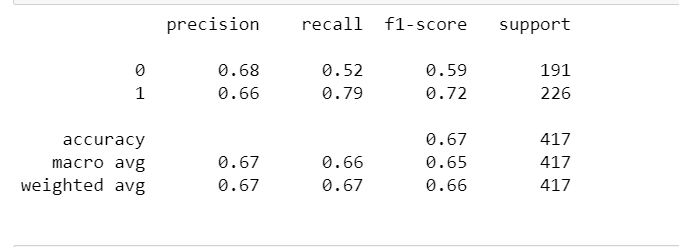 precision recall f1-score support
0 0.68 0.52 0.59 191
1 0.66 0.79 0.72 226
accuracy 0.67 417
macro avg 0.67 0.66 0.65 417
weighted avg 0.67 0.67 0.66 417